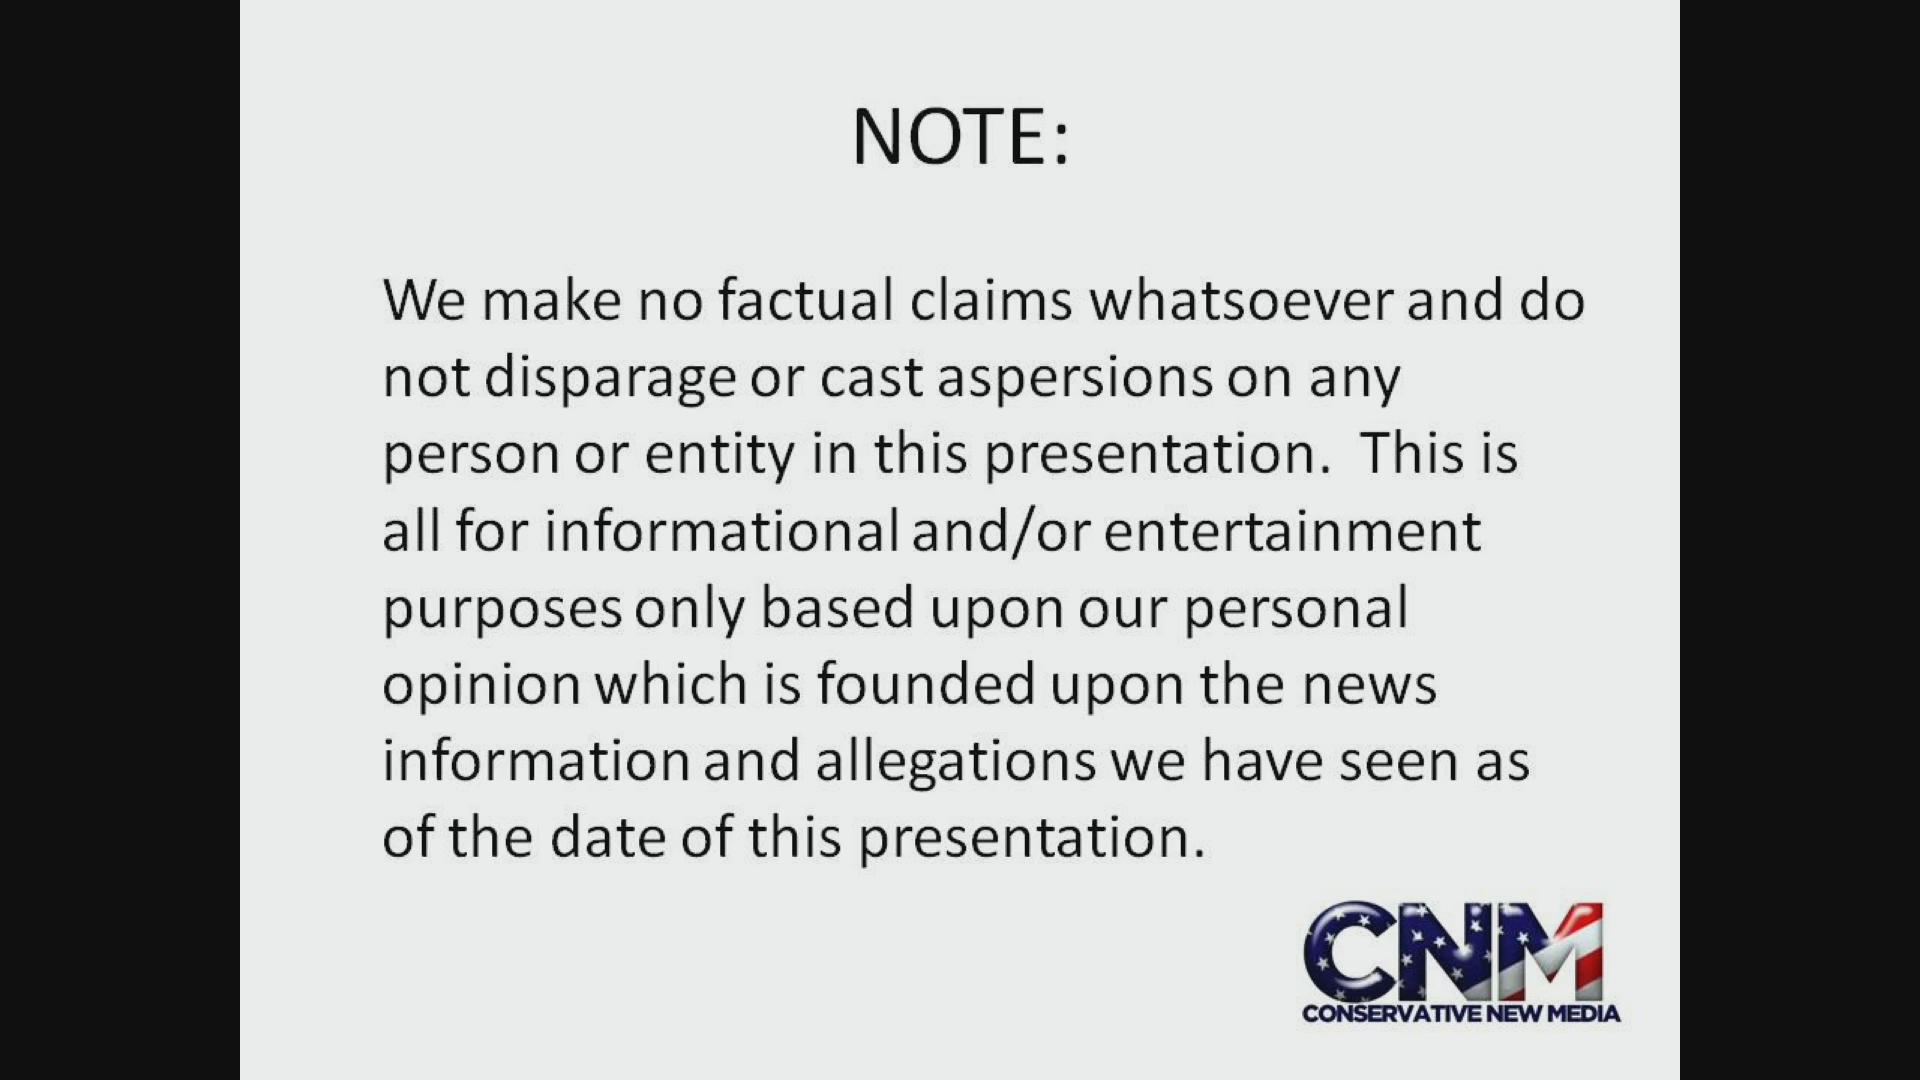 NOTE:
We make no factual claims whatsoever and do
not disparage or cast aspersions on any
person or entity in this presentation.  This is
all for informational and/or entertainment
purposes only based upon our personal
opinion which is founded upon the news
information and allegations we have seen as
of the date of this presentation.
CNM
CONSERVATIVE NEW MEDIA